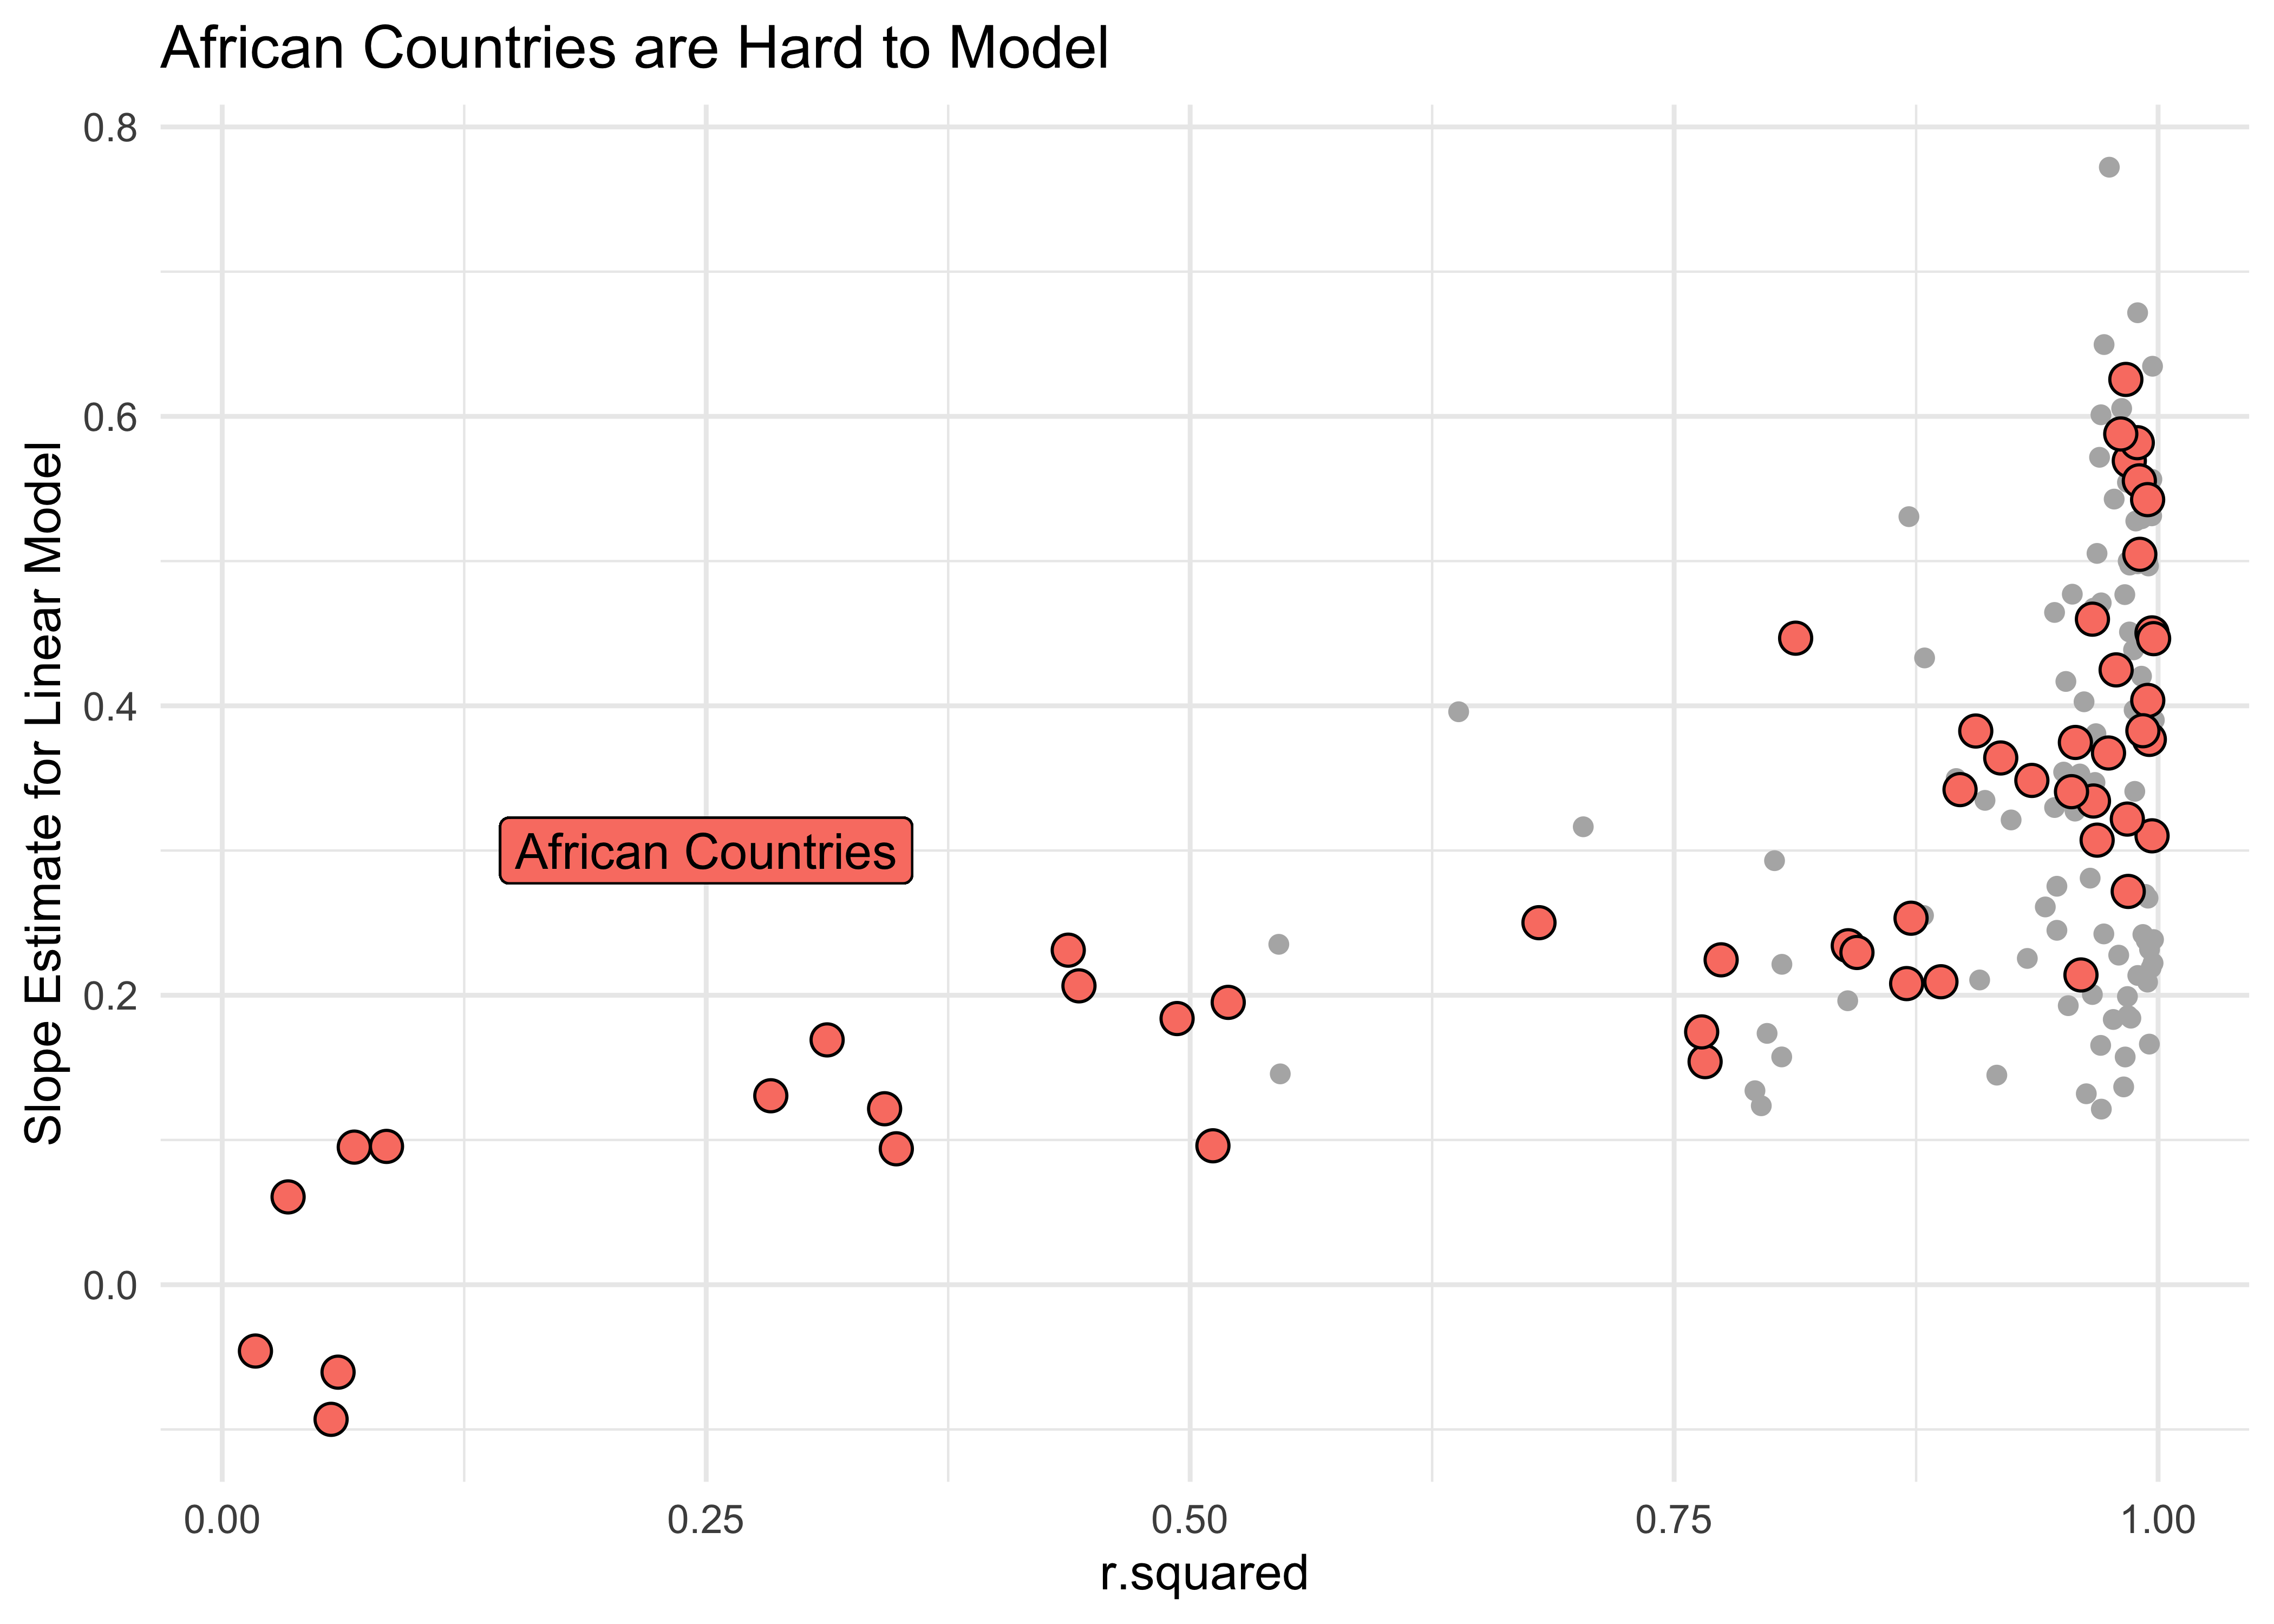 African Countries are Hard to Model
Slope Estimate for Linear Model
0.8
0.6
0.4
0.2
0.0
African Countries
0.00
0.25
0.50
0.75
1.00
r.squared